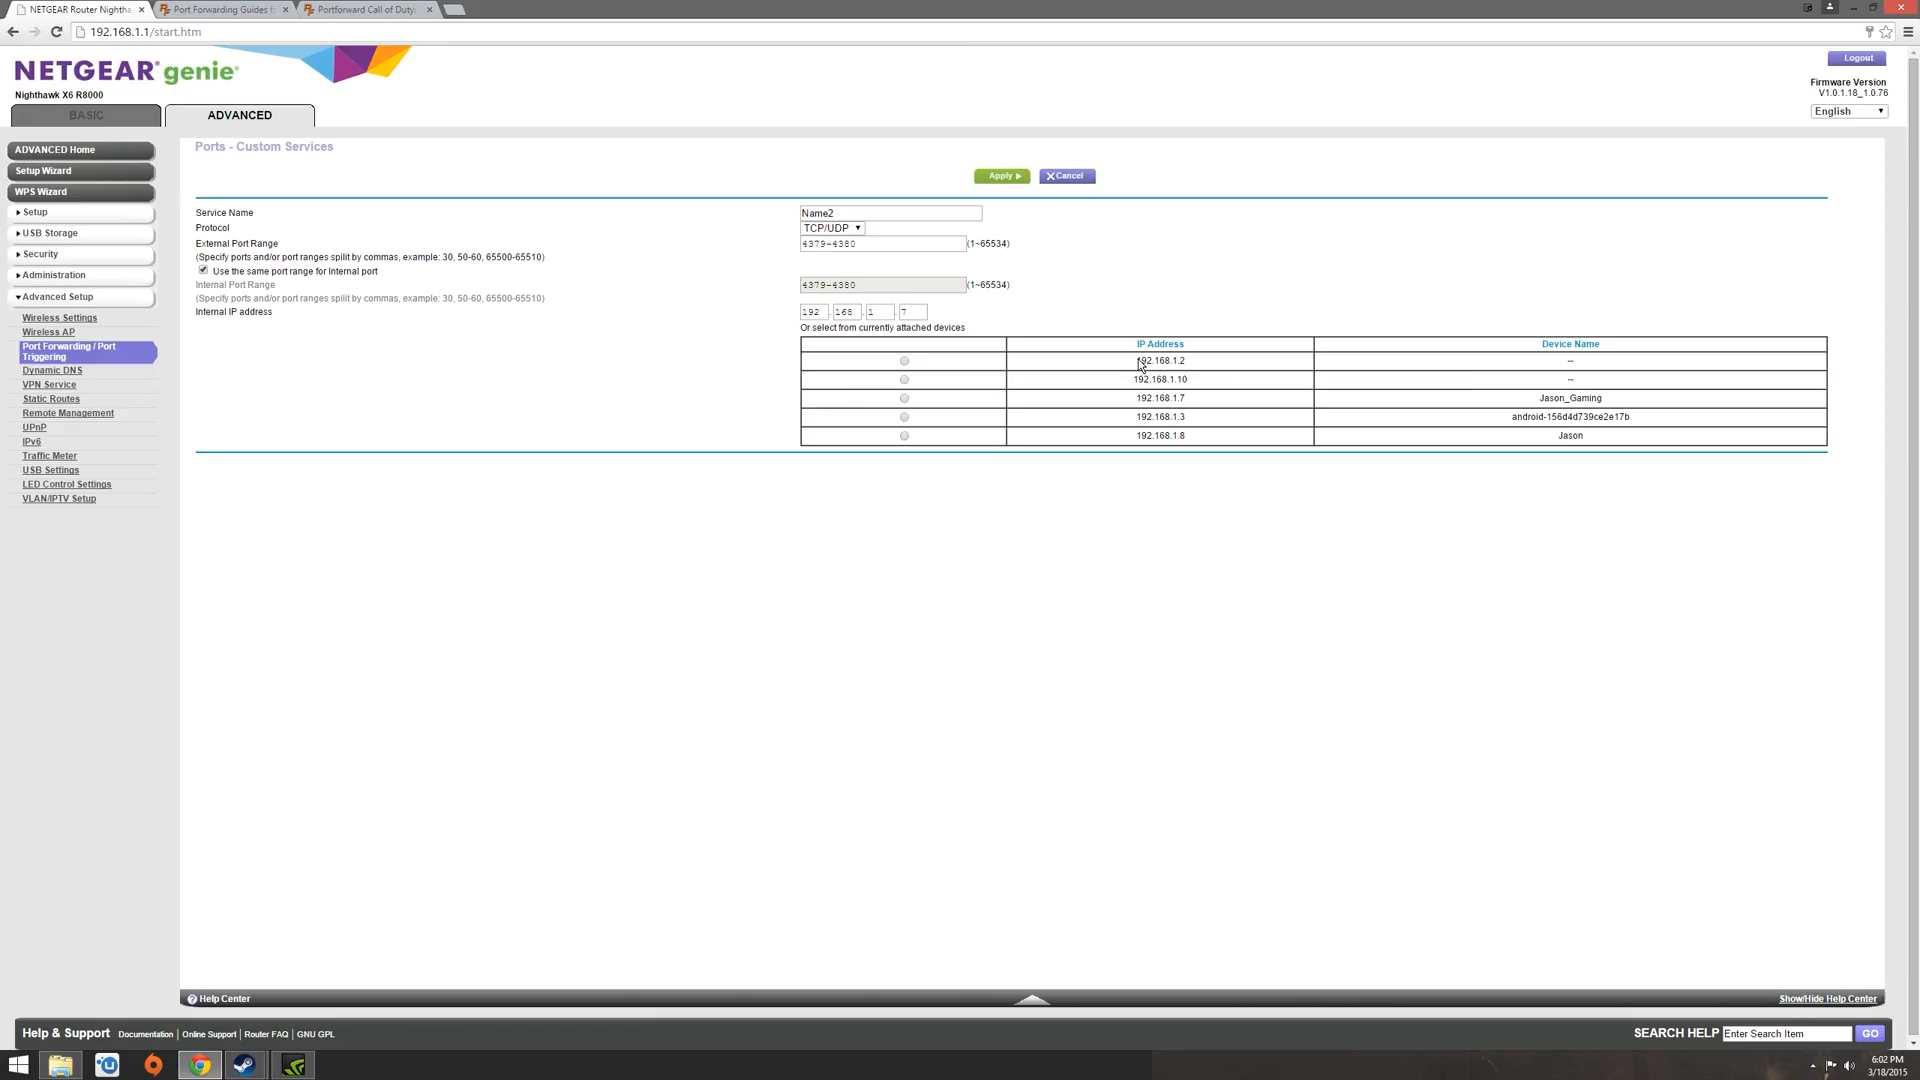 NETGEAR Router Nightha
Port Forwarding Guides f
Portforward Call of Duty:
192.168.1.1/start.htm
NETGEAR® genie®
Logout
Nighthawk X6 R8000
Firmware Version
V1.0.1.18_1.0.76
BASIC
ADVANCED
English
ADVANCED Home
Setup Wizard
WPS Wizard
Setup
USB Storage
Security
Administration
Advanced Setup
Wireless Settings
Wireless AP
Port Forwarding / Port
Triggering
Dynamic DNS
VPN Service
Static Routes
Remote Management
UPnP
IPv6
Traffic Meter
USB Settings
LED Control Settings
VLAN/IPTV Setup
Ports - Custom Services
Apply
Cancel
Service Name
Name2
Protocol
TCP/UDP
External Port Range
4379-4380 (1~65534)
(Specify ports and/or port ranges spilit by commas, example: 30, 50-60, 65500-65510)
Use the same port range for Internal port
Internal Port Range
4379-4380 (1~65534)
(Specify ports and/or port ranges spilit by commas, example: 30, 50-60, 65500-65510)
Internal IP address
192 . 168 . 1 . 7
Or select from currently attached devices
IP Address Device Name
192.168.1.2 --
192.168.1.10 --
192.168.1.7 Jason_Gaming
192.168.1.3 android-156d4d739ce2e17b
192.168.1.8 Jason
Help Center
Show/Hide Help Center
Help & Support Documentation | Online Support | Router FAQ | GNU GPL
SEARCH HELP Enter Search Item GO
6:02 PM
3/18/2015